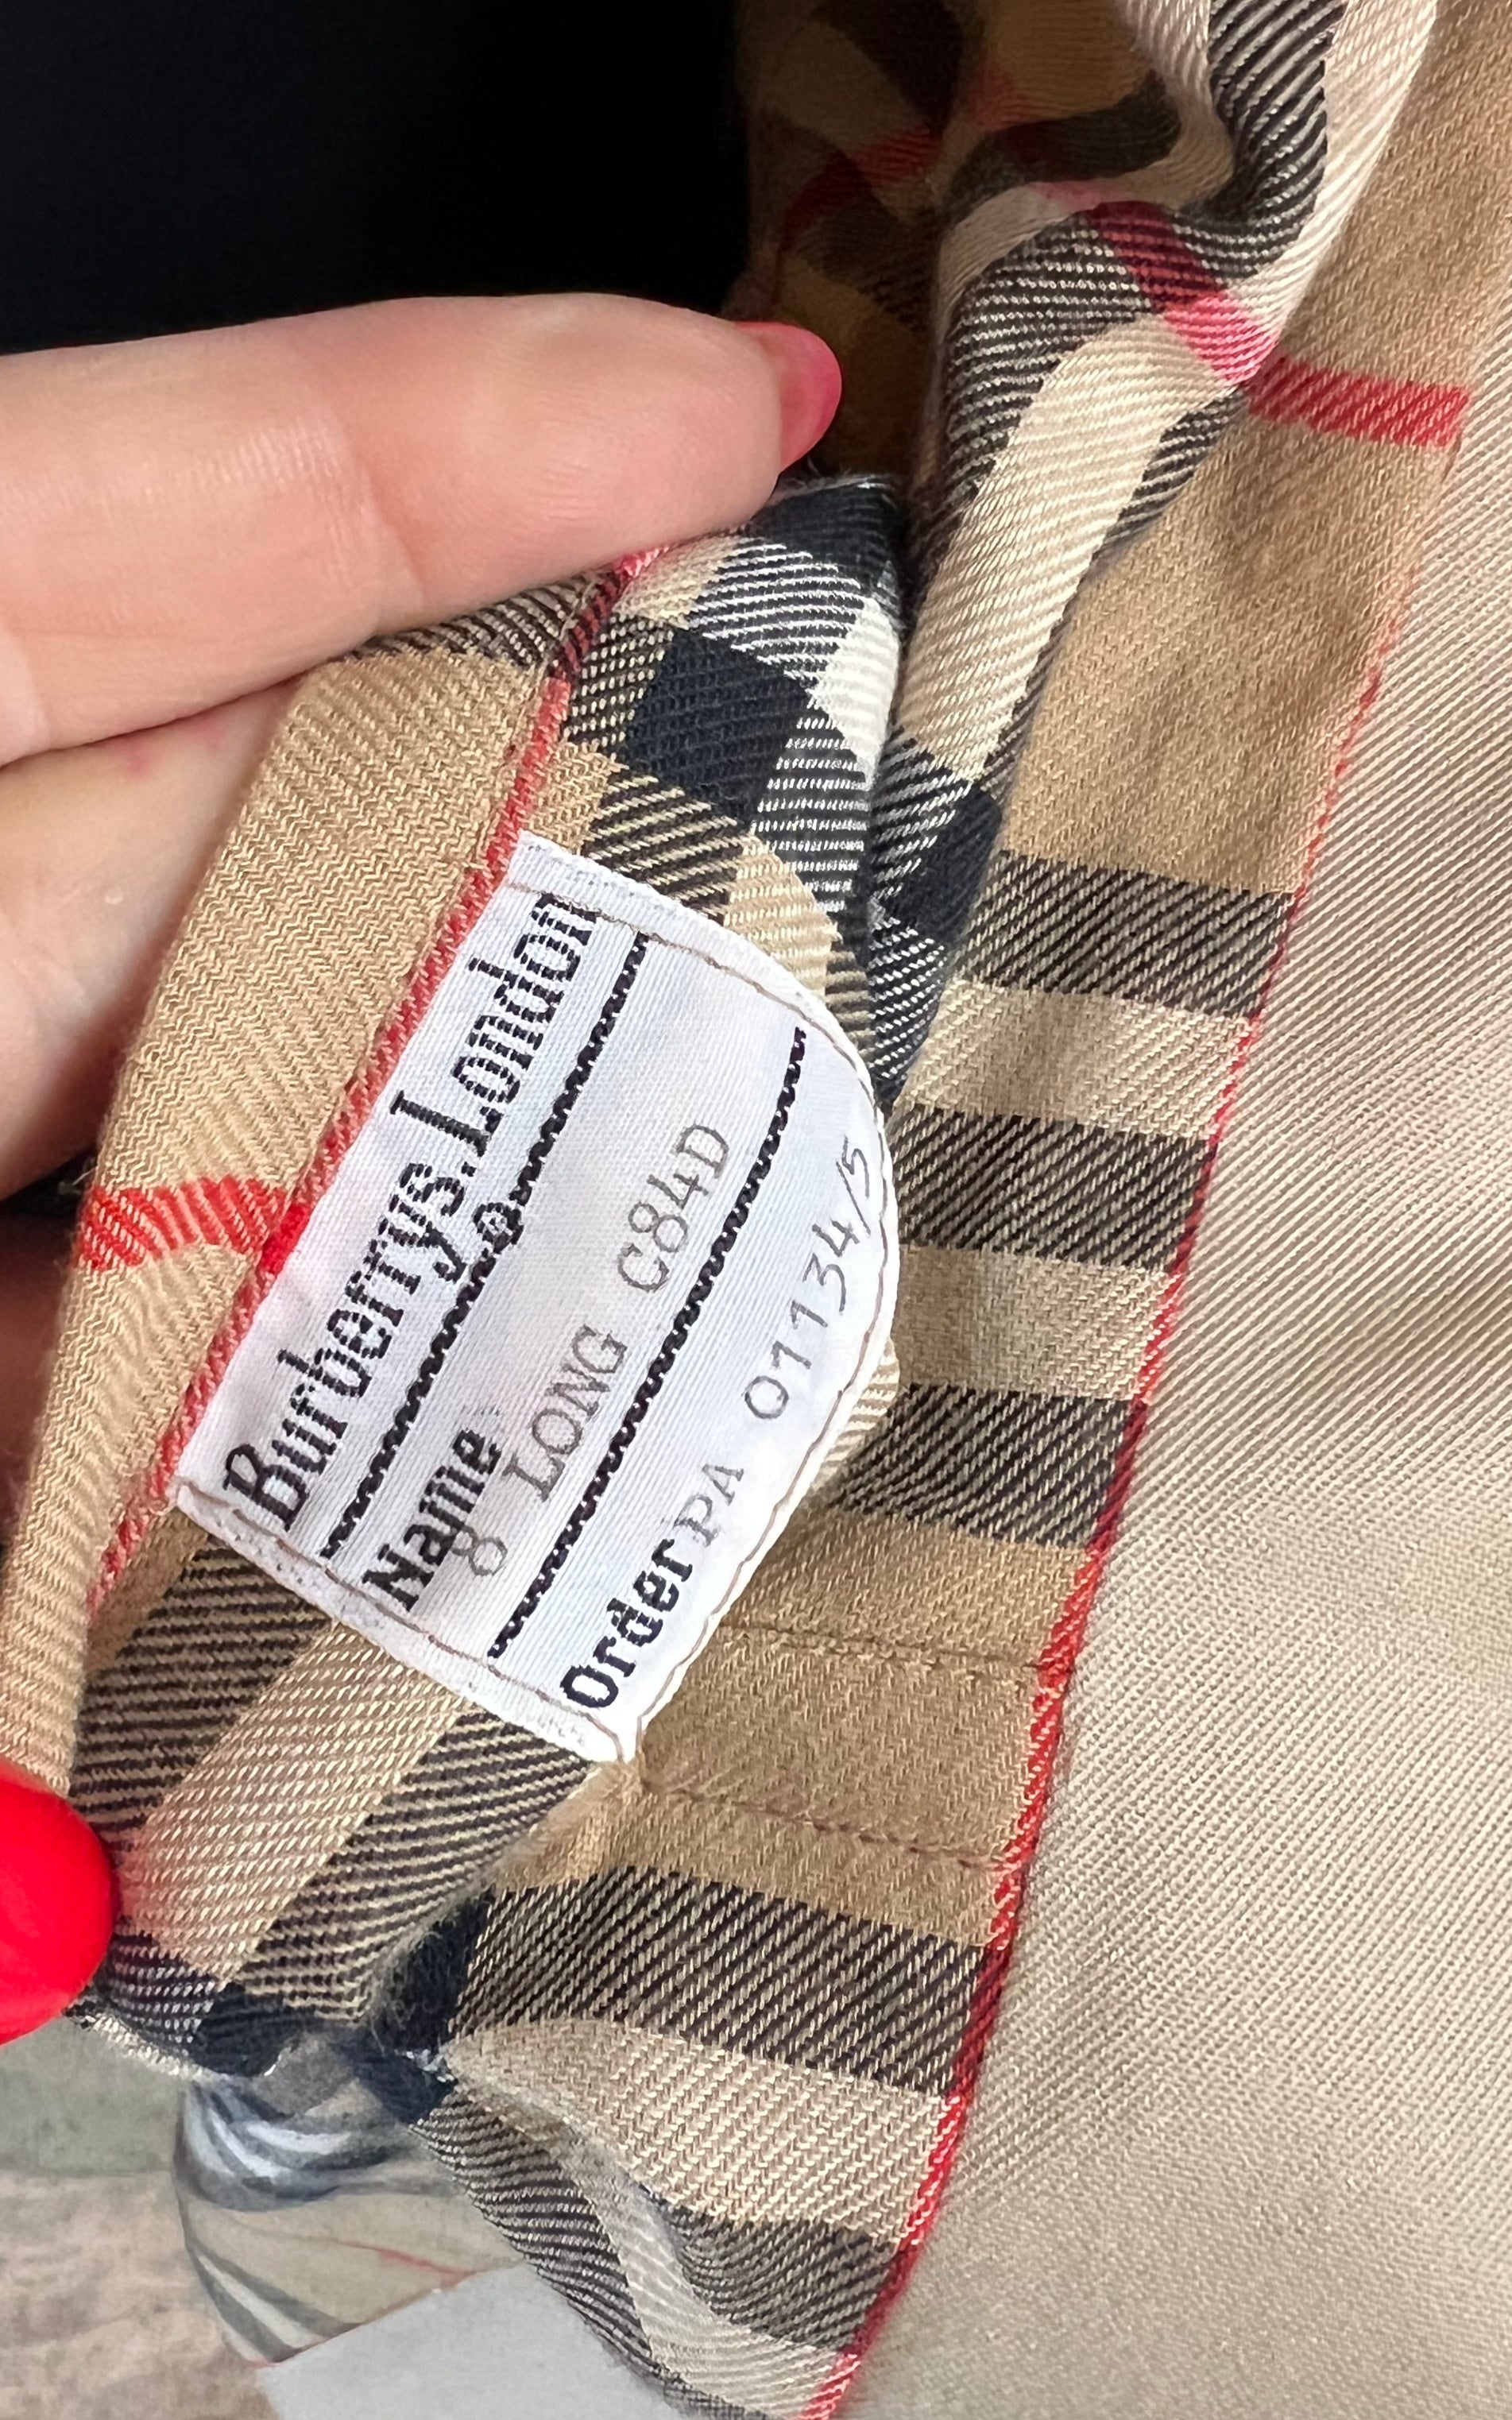 Burberrys.London
Name
8 LONG C84D
Order PA 01134/5